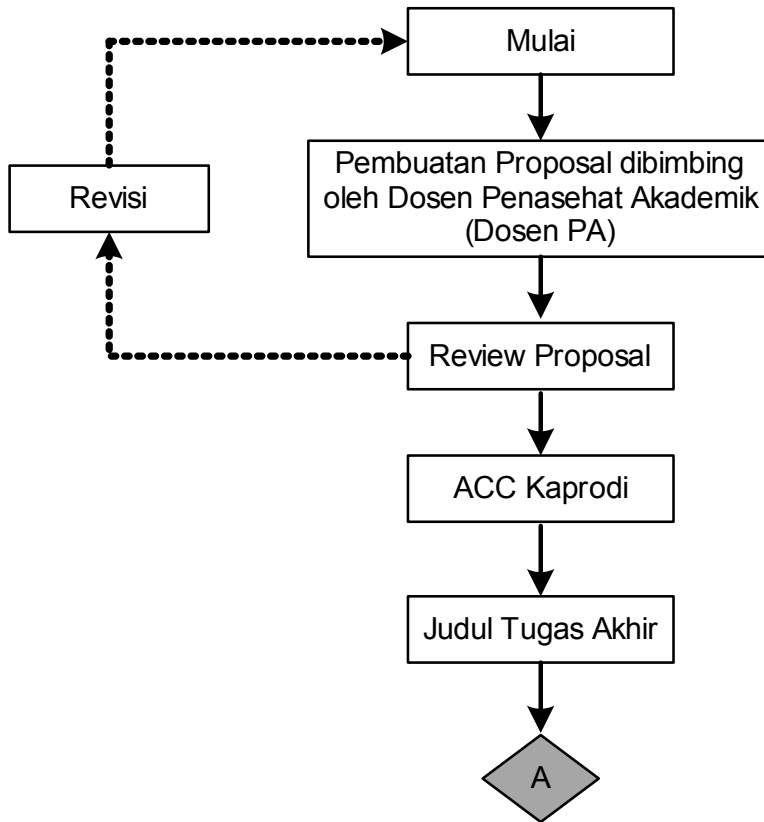 Mulai
Pembuatan Proposal dibimbing
oleh Dosen Penasehat Akademik
(Dosen PA)
Revisi
Review Proposal
ACC Kaprodi
Judul Tugas Akhir
A